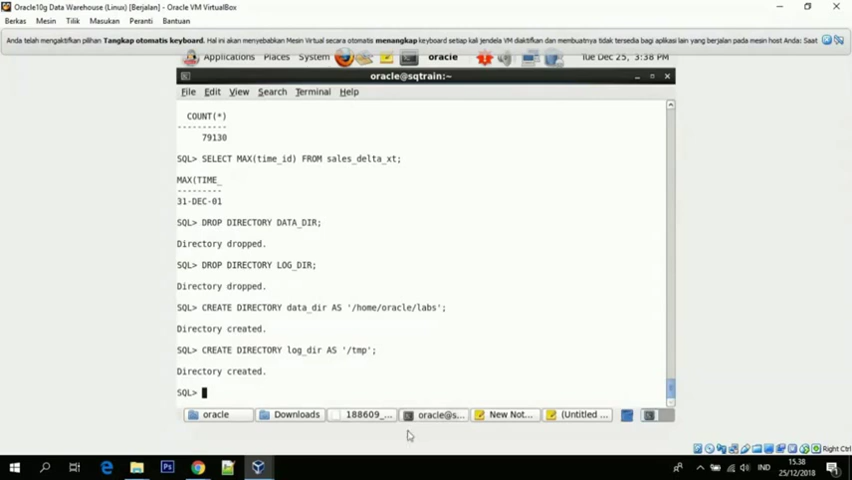 Oracle10g Data Warehouse (Linux) [Berjalan] - Oracle VM VirtualBox
Berkas Mesin Tilik Masukan Peranti Bantuan
Anda telah mengaktifkan pilihan Tangkap otomatis keyboard. Hal ini akan menyebabkan Mesin Virtual secara otomatis menangkap keyboard setiap kali jendela VM diaktifkan dan membuatnya tidak tersedia bagi aplikasi lain yang berjalan pada mesin host Anda: Saat
Applications Places System oracle Tue Dec 25, 3:38 PM
oracle@sqtrain:~
File Edit View Search Terminal Help
COUNT(*)
----------
79130
SQL> SELECT MAX(time_id) FROM sales_delta_xt;
MAX(TIME_
---------
31-DEC-01
SQL> DROP DIRECTORY DATA_DIR;
Directory dropped.
SQL> DROP DIRECTORY LOG_DIR;
Directory dropped.
SQL> CREATE DIRECTORY data_dir AS '/home/oracle/labs';
Directory created.
SQL> CREATE DIRECTORY log_dir AS '/tmp';
Directory created.
SQL>
oracle Downloads 188609_... oracle@s... New Not... (Untitled ...
Right Ctrl
IND 15.38
25/12/2018